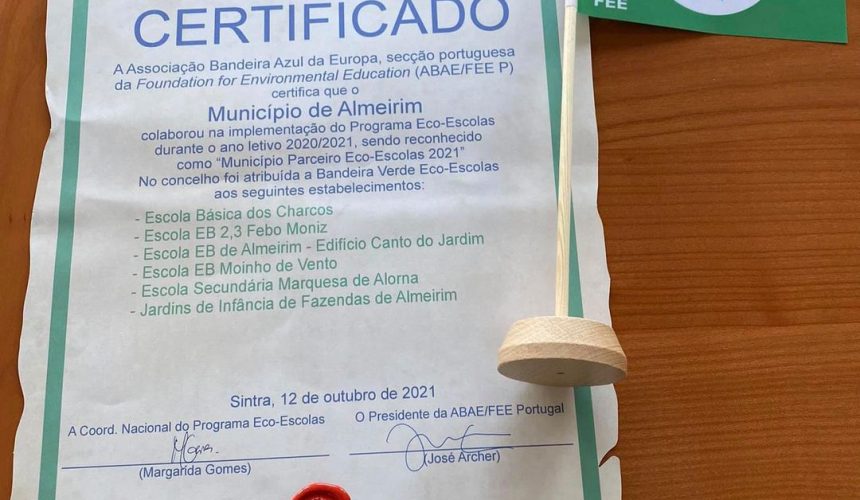 CERTIFICADO
FEE
A Associação Bandeira Azul da Europa, secção portuguesa
da Foundation for Environmental Education (ABAE/FEE P)
certifica que o
Município de Almeirim
colaborou na implementação do Programa Eco-Escolas
durante o ano letivo 2020/2021, sendo reconhecido
como “Município Parceiro Eco-Escolas 2021”
No concelho foi atribuída a Bandeira Verde Eco-Escolas
aos seguintes estabelecimentos:
- Escola Básica dos Charcos
- Escola EB 2,3 Febo Moniz
- Escola EB de Almeirim - Edificio Canto do Jardim
- Escola EB Moinho de Vento
- Escola Secundária Marquesa de Alorna
- Jardins de Infância de Fazendas de Almeirim
Sintra, 12 de outubro de 2021
A Coord. Nacional do Programa Eco-Escolas
O Presidente da ABAE/FEE Portugal
(Margarida Gomes)
(José Archer)